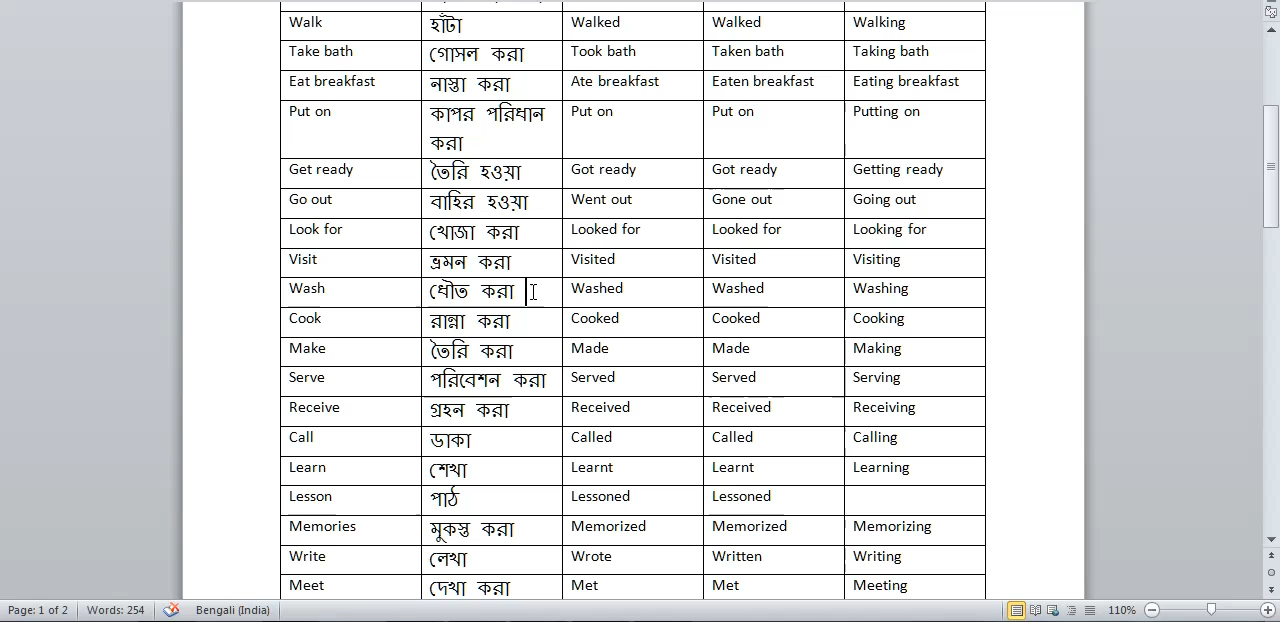 Walk হাঁটা Walked Walked Walking
Take bath গোসল করা Took bath Taken bath Taking bath
Eat breakfast নাস্তা করা Ate breakfast Eaten breakfast Eating breakfast
Put on কাপর পরিধান Put on Put on Putting on
করা
Get ready তৈরি হওয়া Got ready Got ready Getting ready
Go out বাহির হওয়া Went out Gone out Going out
Look for খোজা করা Looked for Looked for Looking for
Visit ভ্রমন করা Visited Visited Visiting
Wash ধৌত করা Washed Washed Washing
Cook রান্না করা Cooked Cooked Cooking
Make তৈরি করা Made Made Making
Serve পরিবেশন করা Served Served Serving
Receive গ্রহন করা Received Received Receiving
Call ডাকা Called Called Calling
Learn শেখা Learnt Learnt Learning
Lesson পাঠ Lessoned Lessoned
Memories মুকস্ত করা Memorized Memorized Memorizing
Write লেখা Wrote Written Writing
Meet দেখা করা Met Met Meeting
Page: 1 of 2 Words: 254 Bengali (India) 110%